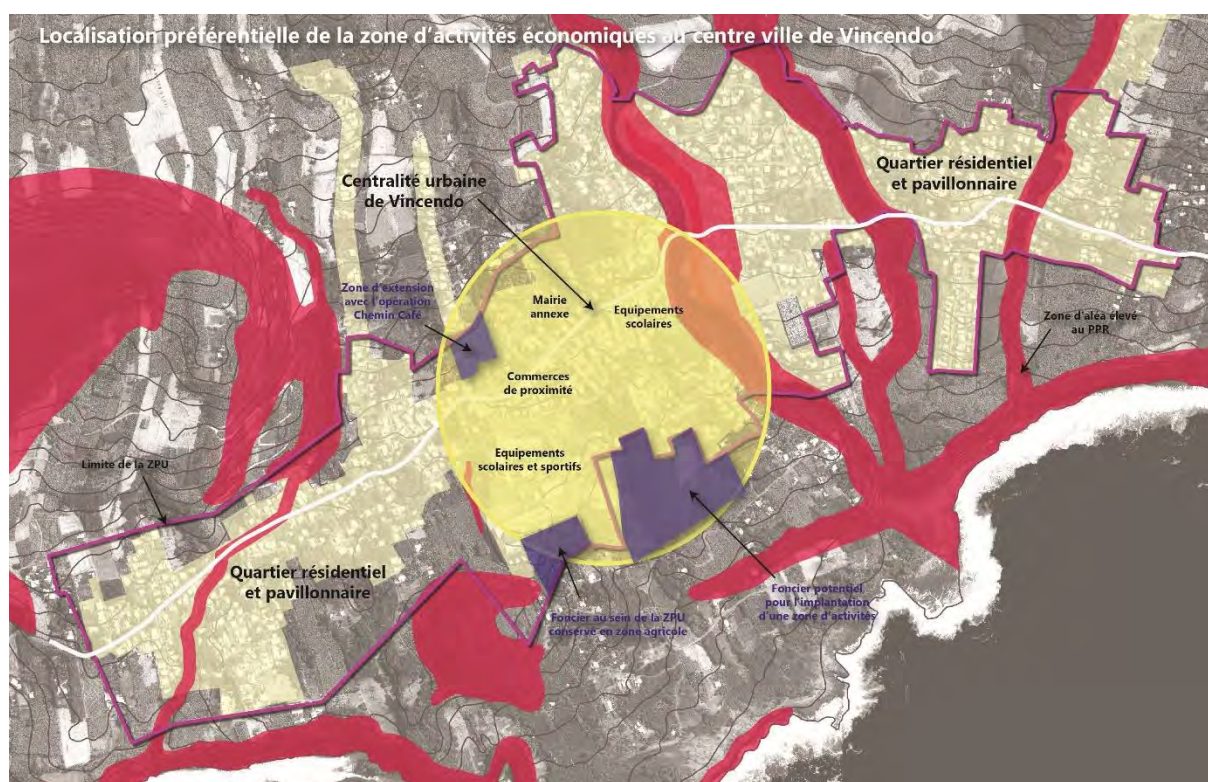 Localisation préférentielle de la zone d'activités économiques au centre ville de Vincendo
Quartier résidentiel
et pavillonnaire
Centralité urbaine
de Vincendo
Zone d'extension
avec l'opération
Chemin Café
Mairie
annexe
Equipements
scolaires
Zone d'aléa élevé
au PPR
Commerces
de proximité
Equipements
scolaires et sportifs
Limite de la ZPU
Quartier résidentiel
et pavillonnaire
Foncier au sein de la ZPU
conservé en zone agricole
Foncier potentiel
pour l'implantation
d'une zone d'activités